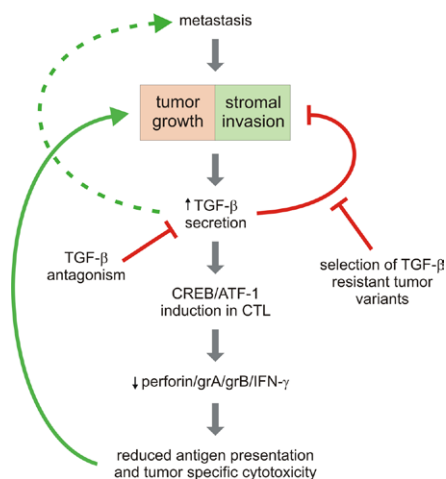 metastasis
tumor
growth
stromal
invasion
↑TGF-β
secretion
TGF-β
antagonism
selection of TGF-β
resistant tumor
variants
CREB/ATF-1
induction in CTL
↓perforin/grA/grB/IFN-γ
reduced antigen presentation
and tumor specific cytotoxicity